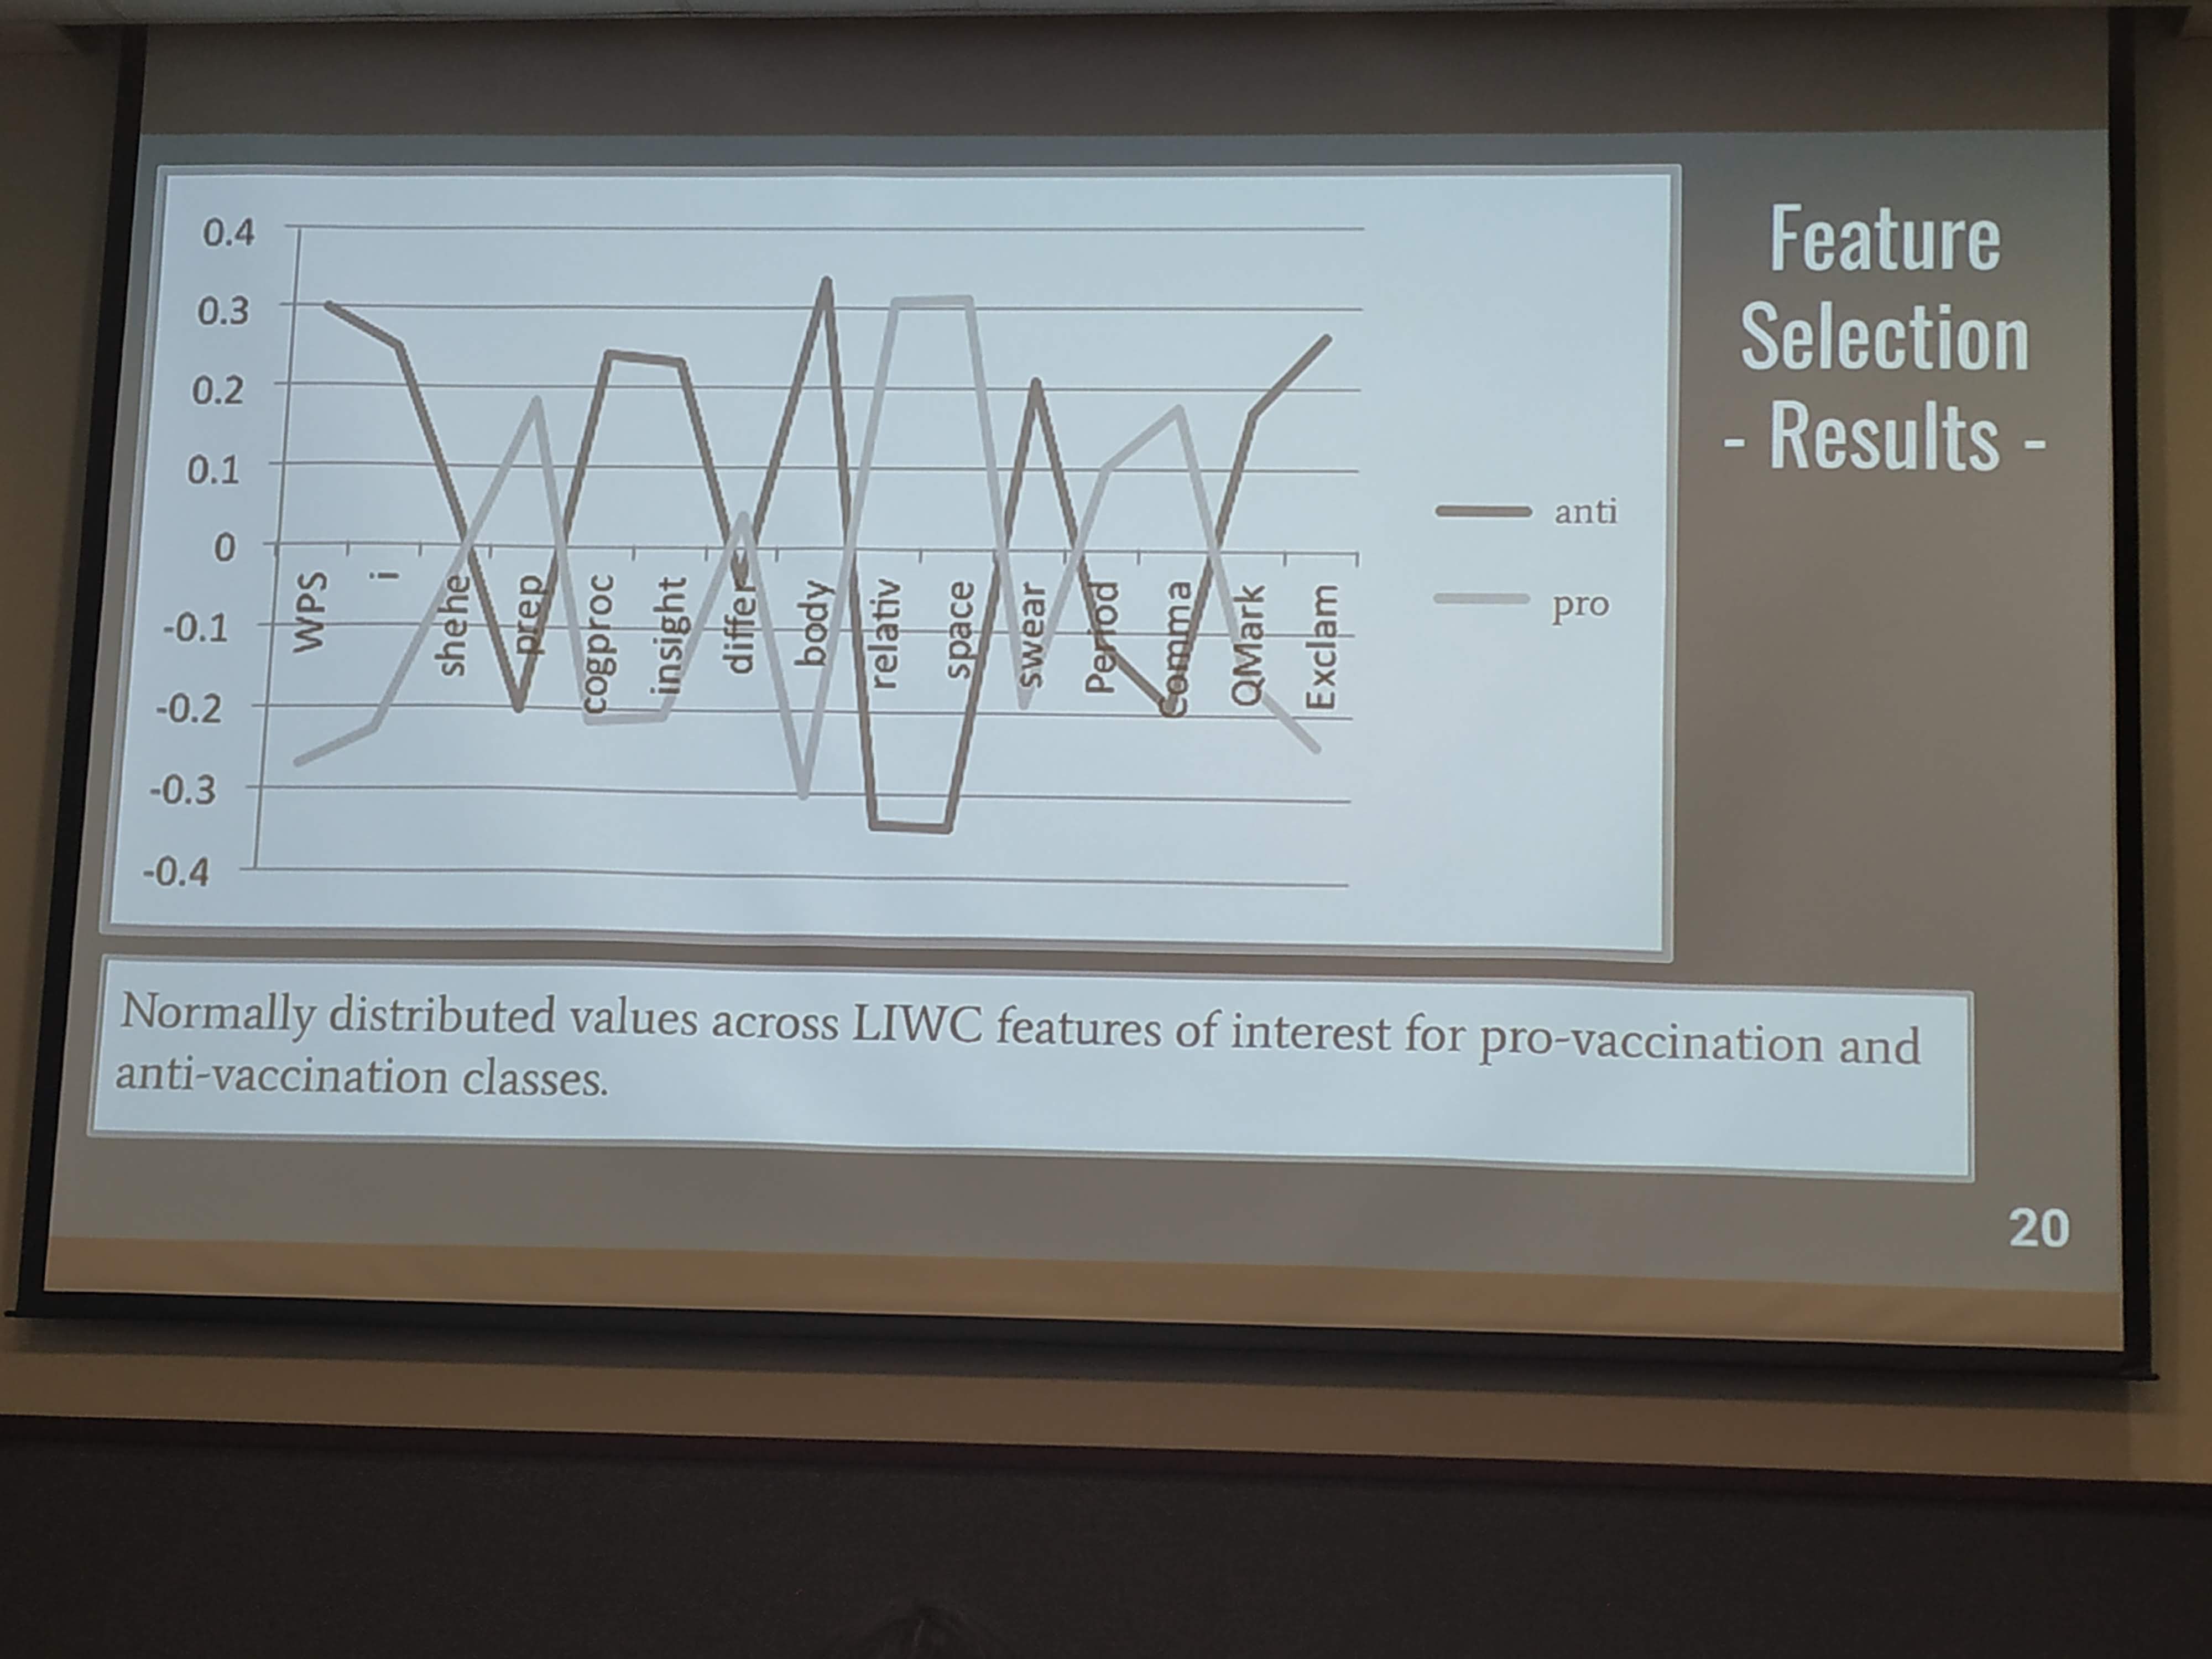 Feature
Selection
- Results -
0.4
0.3
0.2
0.1
0
-0.1
-0.2
-0.3
-0.4
WPS
i
shehe
prep
cogproc
insight
differ
body
relativ
space
swear
Period
Comma
QMark
Exclam
anti
pro
Normally distributed values across LIWC features of interest for pro-vaccination and
anti-vaccination classes.
20